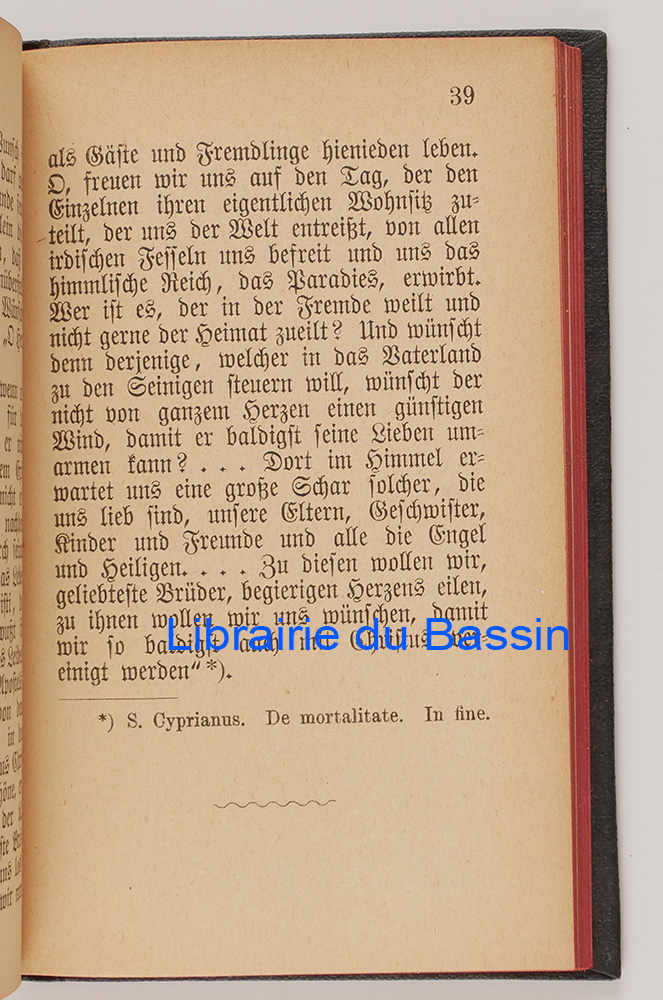 39
als Gäste und Fremdlinge hienieden leben.
O, freuen wir uns auf den Tag, der den
Einzelnen ihren eigentlichen Wohnsitz zu=
teilt, der uns der Welt entreißt, von allen
irdischen Fesseln uns befreit und uns das
himmlische Reich, das Paradies, erwirbt.
Wer ist es, der in der Fremde weilt und
nicht gerne der Heimat zueilt? Und wünscht
denn derjenige, welcher in das Vaterland
zu den Seinigen steuern will, wünscht der
nicht von ganzem Herzen einen günstigen
Wind, damit er baldigst seine Lieben um=
armen kann? . . . Dort im Himmel er=
wartet uns eine große Schar solcher, die
uns lieb sind, unsere Eltern, Geschwister,
Kinder und Freunde und alle die Engel
und Heiligen. . . . Zu diesen wollen wir,
geliebteste Brüder, begierigen Herzens eilen,
zu ihnen wollen wir uns wünschen, damit
wir so baldigst auch mit Christus ver=
einigt werden“*).
*) S. Cyprianus. De mortalitate. In fine.
Librairie du Bassin